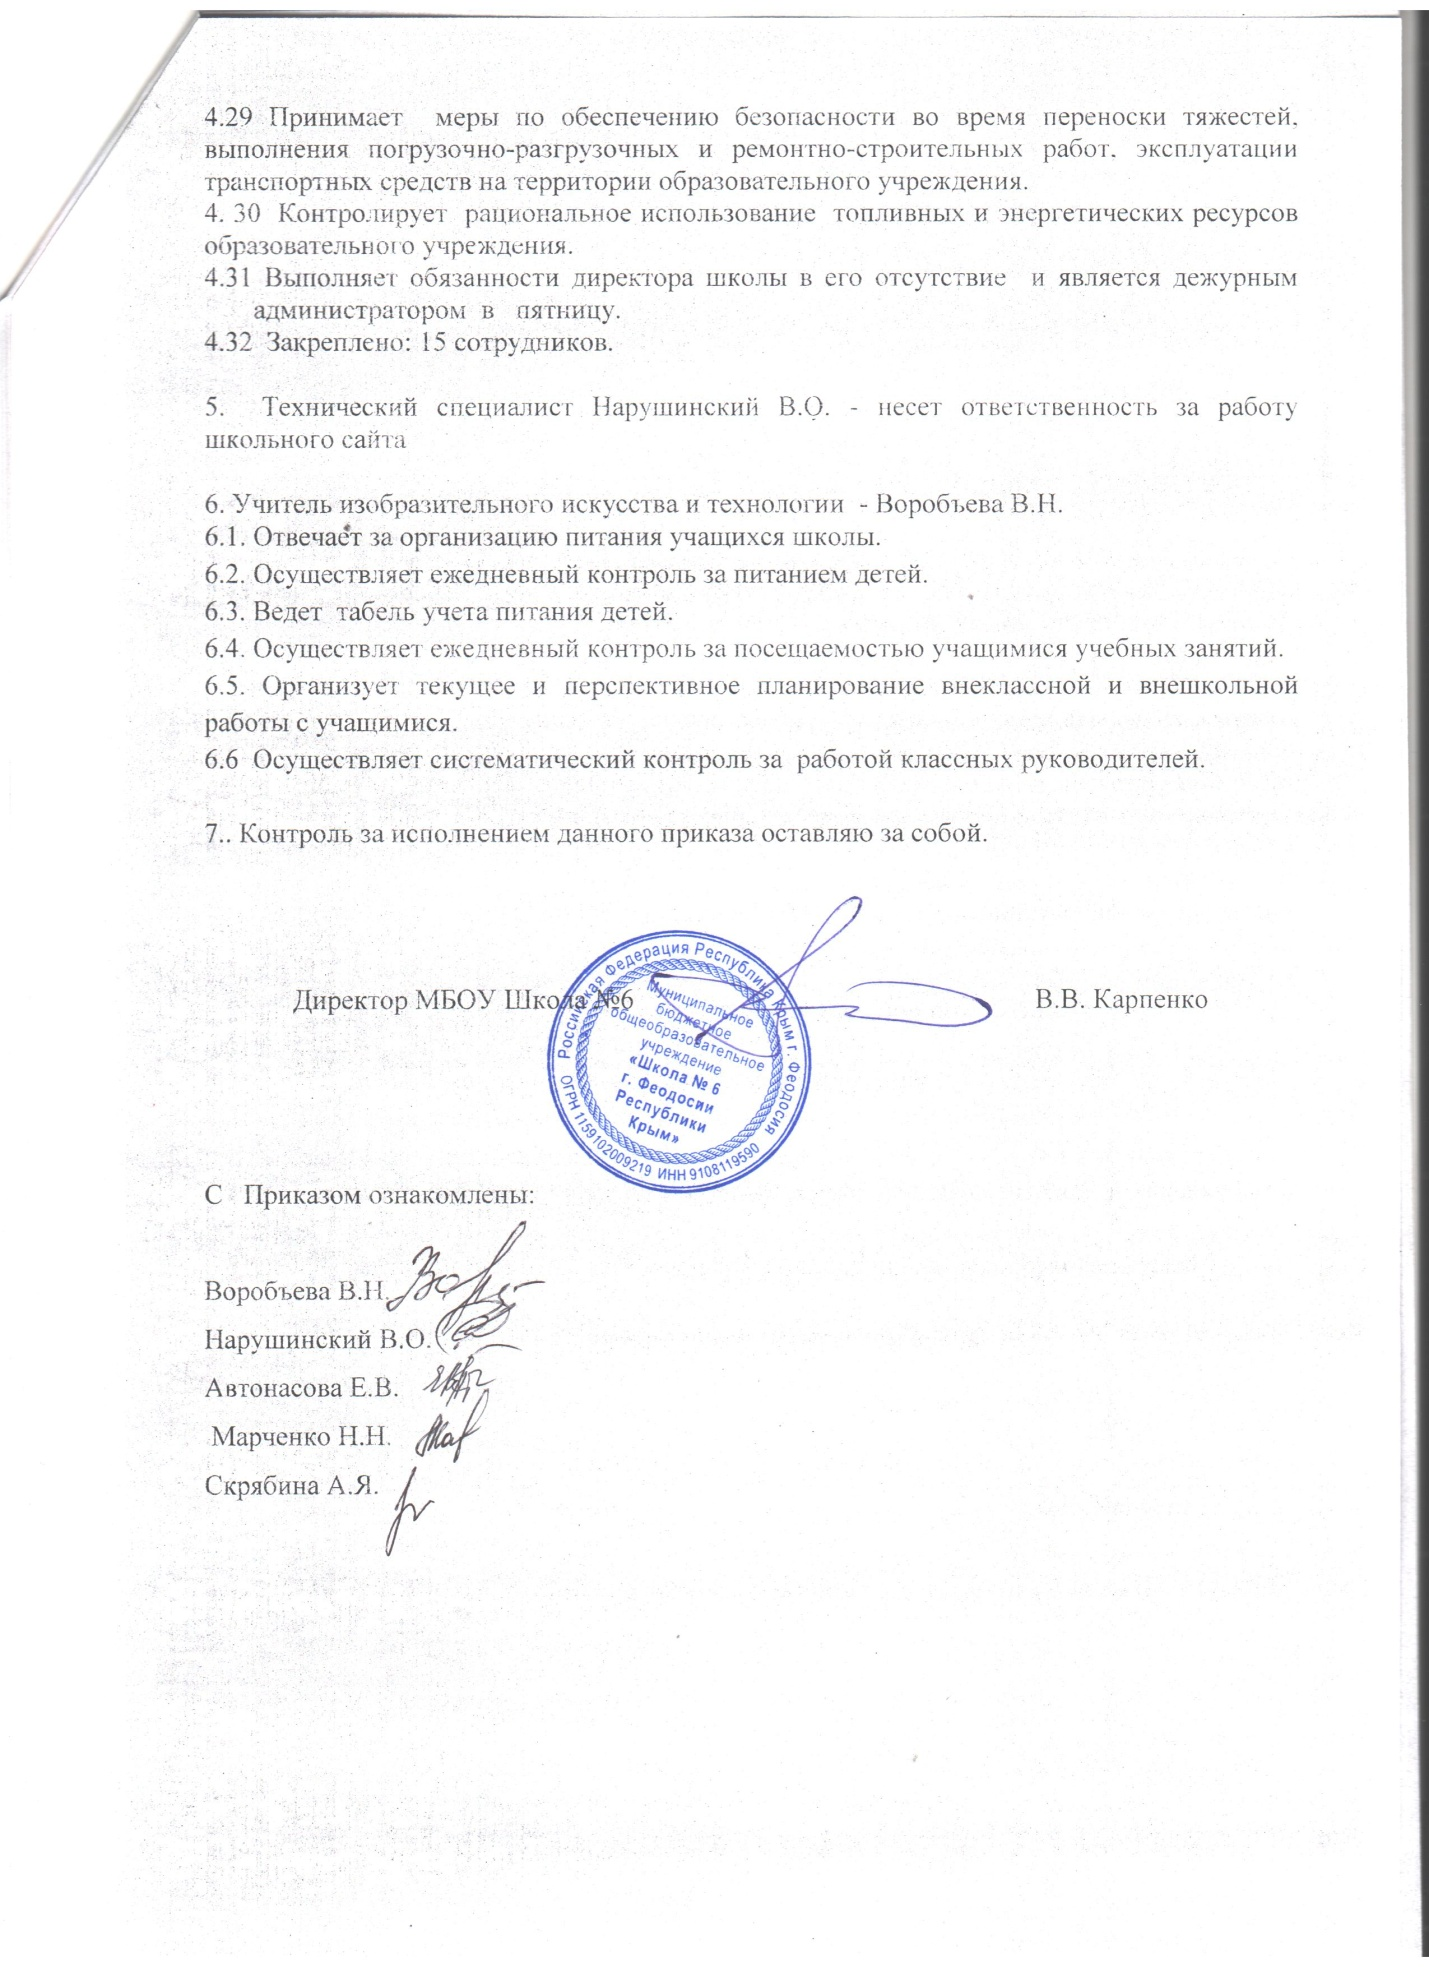 4.29 Принимает меры по обеспечению безопасности во время переноски тяжестей,
выполнения погрузочно-разгрузочных и ремонтно-строительных работ, эксплуатации
транспортных средств на территории образовательного учреждения.
4. 30 Контролирует рациональное использование топливных и энергетических ресурсов
образовательного учреждения.
4.31 Выполняет обязанности директора школы в его отсутствие и является дежурным
администратором в пятницу.
4.32 Закреплено: 15 сотрудников.
5. Технический специалист Нарушинский В.О. - несет ответственность за работу
школьного сайта
6. Учитель изобразительного искусства и технологии - Воробъева В.Н.
6.1. Отвечает за организацию питания учащихся школы.
6.2. Осуществляет ежедневный контроль за питанием детей.
6.3. Ведет табель учета питания детей.
6.4. Осуществляет ежедневный контроль за посещаемостью учащимися учебных занятий.
6.5. Организует текущее и перспективное планирование внеклассной и внешкольной
работы с учащимися.
6.6 Осуществляет систематический контроль за работой классных руководителей.
7.. Контроль за исполнением данного приказа оставляю за собой.
Директор МБОУ Школа №6 В.В. Карпенко
Российская Федерация Республика Крым г. Феодосия
ОГРН 1159102009219 ИНН 9108119590
Муниципальное
бюджетное
общеобразовательное
учреждение
«Школа № 6
г. Феодосии
Республики
Крым»
С Приказом ознакомлены:
Воробъева В.Н.
Нарушинский В.О.
Автонасова Е.В.
Марченко Н.Н.
Скрябина А.Я.